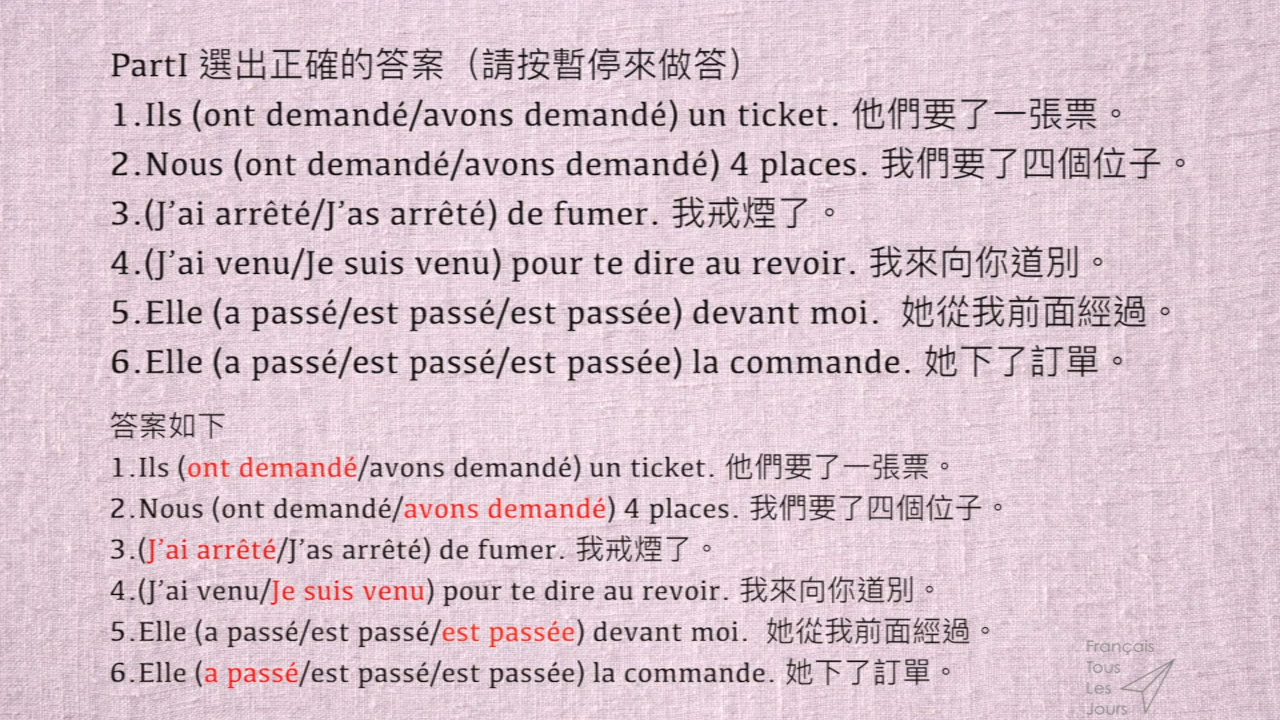 PartI 選出正確的答案（請按暫停來做答）
1.Ils (ont demandé/avons demandé) un ticket. 他們要了一張票。
2.Nous (ont demandé/avons demandé) 4 places. 我們要了四個位子。
3.(J’ai arrêté/J’as arrêté) de fumer. 我戒煙了。
4.(J’ai venu/Je suis venu) pour te dire au revoir. 我來向你道別。
5.Elle (a passé/est passé/est passée) devant moi.  她從我前面經過。
6.Elle (a passé/est passé/est passée) la commande. 她下了訂單。
答案如下
1.Ils (ont demandé/avons demandé) un ticket. 他們要了一張票。
2.Nous (ont demandé/avons demandé) 4 places. 我們要了四個位子。
3.(J’ai arrêté/J’as arrêté) de fumer. 我戒煙了。
4.(J’ai venu/Je suis venu) pour te dire au revoir. 我來向你道別。
5.Elle (a passé/est passé/est passée) devant moi.  她從我前面經過。
6.Elle (a passé/est passé/est passée) la commande. 她下了訂單。
Français
Tous
Les
Jours